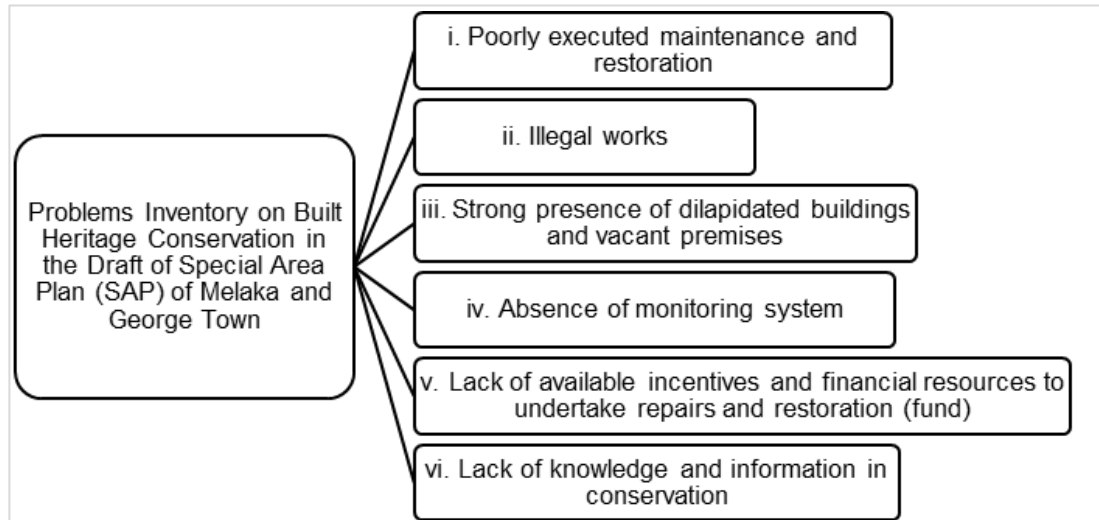 Problems Inventory on Built
Heritage Conservation in
the Draft of Special Area
Plan (SAP) of Melaka and
George Town
i. Poorly executed maintenance and
restoration
ii. Illegal works
iii. Strong presence of dilapidated buildings
and vacant premises
iv. Absence of monitoring system
v. Lack of available incentives and financial resources to
undertake repairs and restoration (fund)
vi. Lack of knowledge and information in
conservation